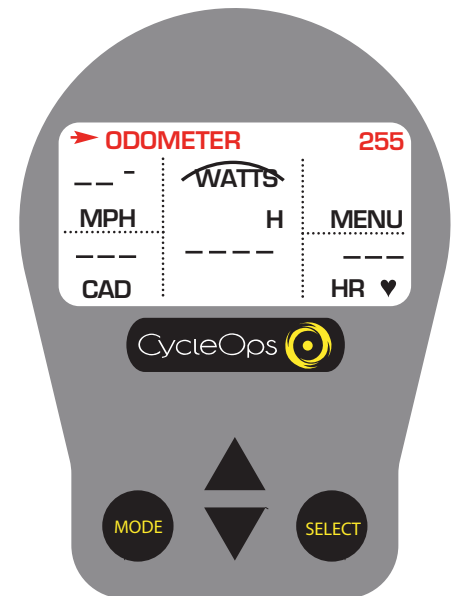 ➤ ODOMETER 255
_ _ - WATTS
MPH H MENU
_ _ _ _ _ _ _ _ _ _
CAD HR ♥
CycleOps
MODE SELECT